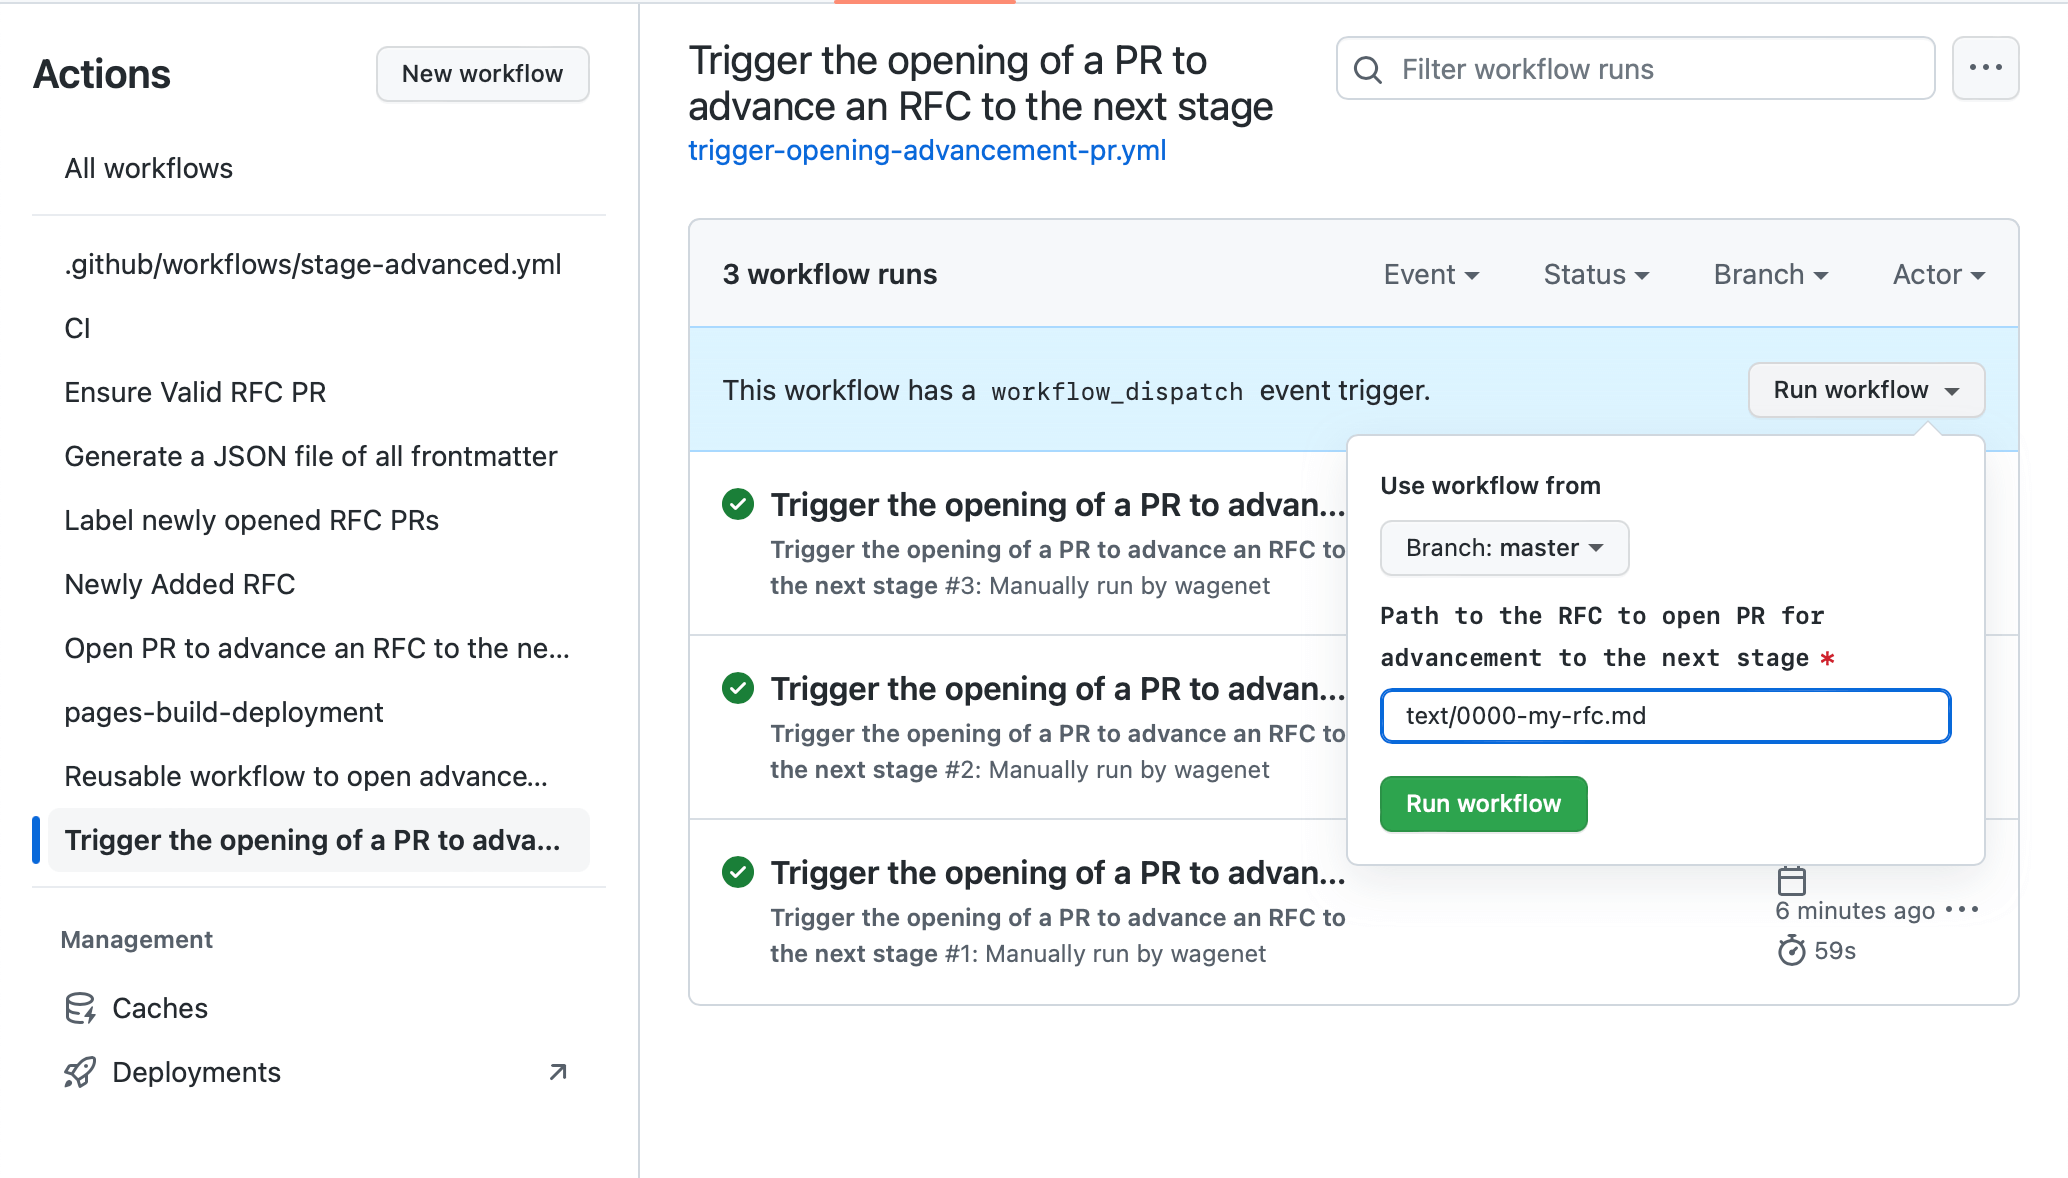 Actions
New workflow
All workflows
.github/workflows/stage-advanced.yml
CI
Ensure Valid RFC PR
Generate a JSON file of all frontmatter
Label newly opened RFC PRs
Newly Added RFC
Open PR to advance an RFC to the ne...
pages-build-deployment
Reusable workflow to open advance...
Trigger the opening of a PR to adva...
Management
Caches
Deployments
Trigger the opening of a PR to
advance an RFC to the next stage
trigger-opening-advancement-pr.yml
Filter workflow runs
3 workflow runs
Event
Status
Branch
Actor
This workflow has a workflow_dispatch event trigger.
Run workflow
Use workflow from
Branch: master
Path to the RFC to open PR for
advancement to the next stage *
text/0000-my-rfc.md
Run workflow
Trigger the opening of a PR to advan...
Trigger the opening of a PR to advance an RFC to
the next stage #3: Manually run by wagenet
Trigger the opening of a PR to advan...
Trigger the opening of a PR to advance an RFC to
the next stage #2: Manually run by wagenet
Trigger the opening of a PR to advan...
Trigger the opening of a PR to advance an RFC to
the next stage #1: Manually run by wagenet
6 minutes ago
59s